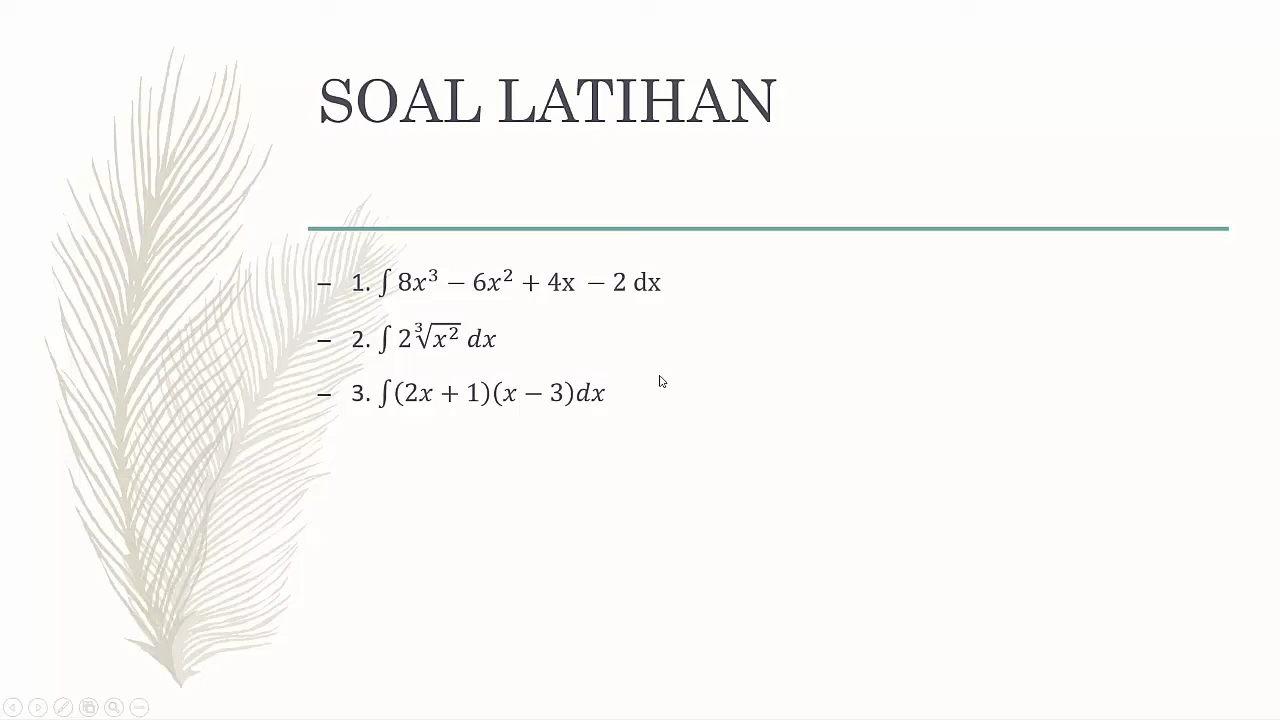 SOAL LATIHAN
– 1. ∫ 8x³ − 6x² + 4x − 2 dx
– 2. ∫ 2∛x² dx
– 3. ∫(2x + 1)(x − 3)dx